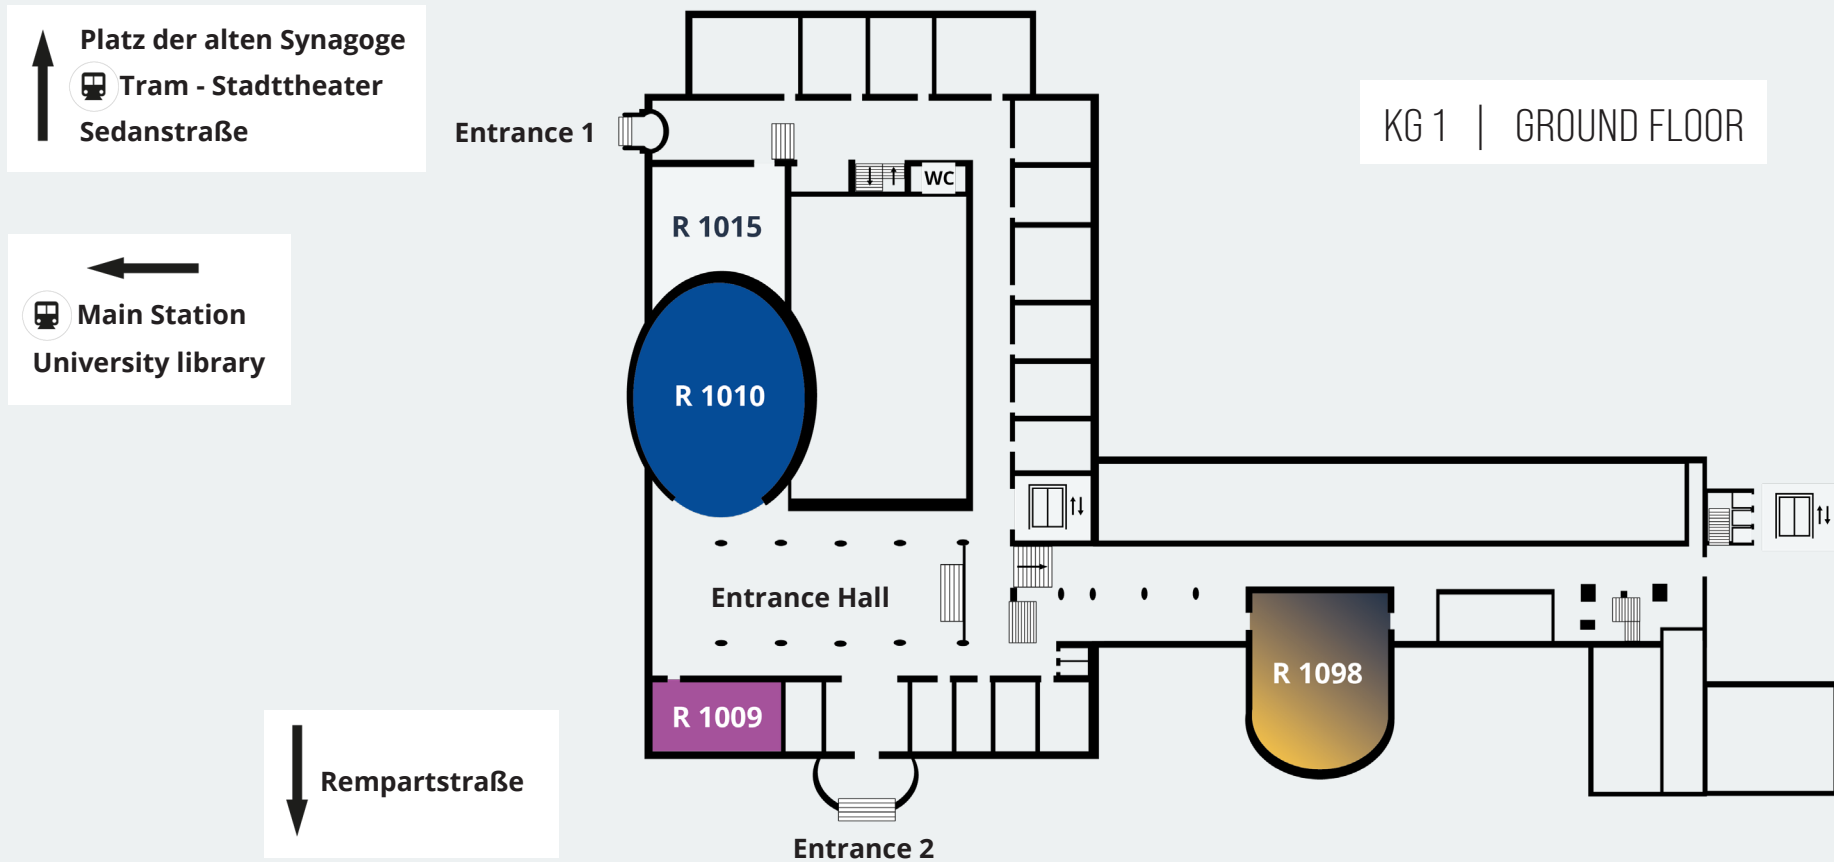 Platz der alten Synagoge
Tram - Stadttheater
Sedanstraße
Entrance 1
KG 1 | GROUND FLOOR
WC
R 1015
Main Station
University library
R 1010
Entrance Hall
R 1098
R 1009
Rempartstraße
Entrance 2